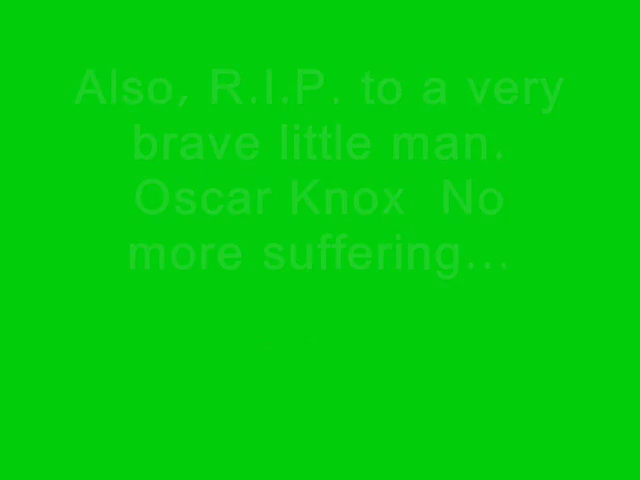 Also, R.I.P. to a very
brave little man.
Oscar Knox  No
more suffering...